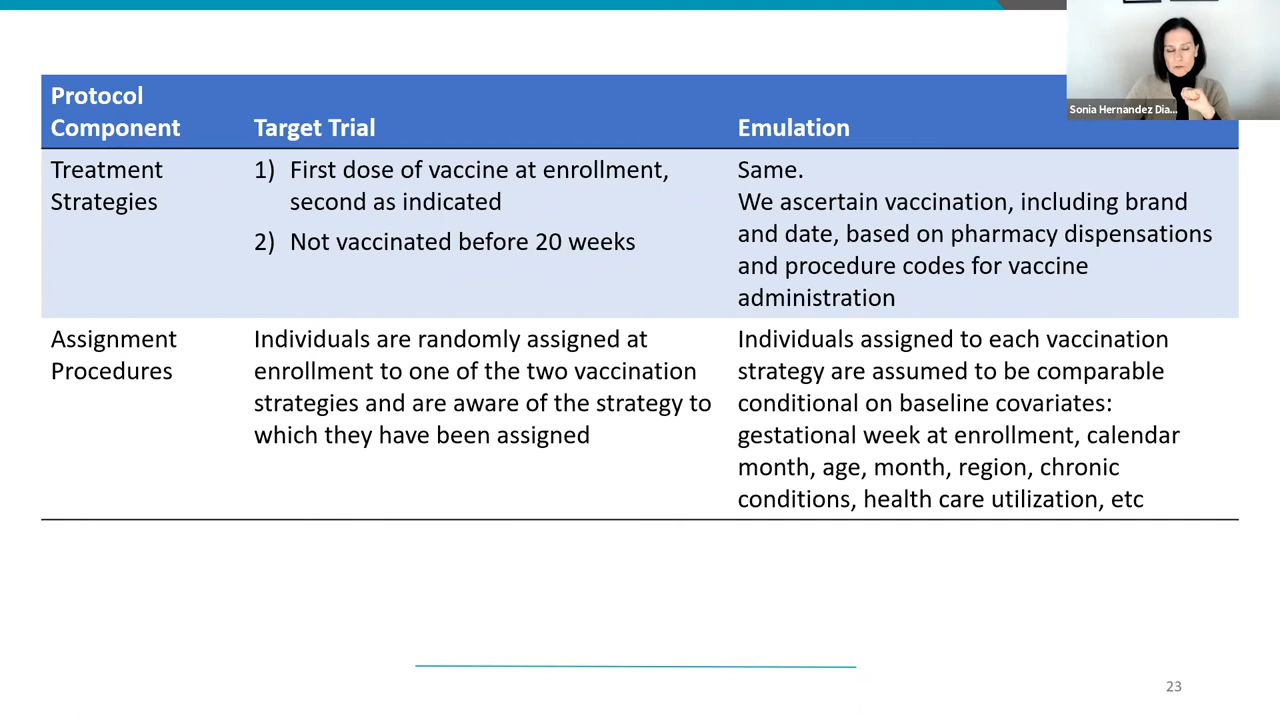 Sonia Hernandez Dia...
Protocol
Component
Target Trial
Emulation
Treatment
Strategies
1) First dose of vaccine at enrollment,
second as indicated
2) Not vaccinated before 20 weeks
Same.
We ascertain vaccination, including brand
and date, based on pharmacy dispensations
and procedure codes for vaccine
administration
Assignment
Procedures
Individuals are randomly assigned at
enrollment to one of the two vaccination
strategies and are aware of the strategy to
which they have been assigned
Individuals assigned to each vaccination
strategy are assumed to be comparable
conditional on baseline covariates:
gestational week at enrollment, calendar
month, age, month, region, chronic
conditions, health care utilization, etc
23